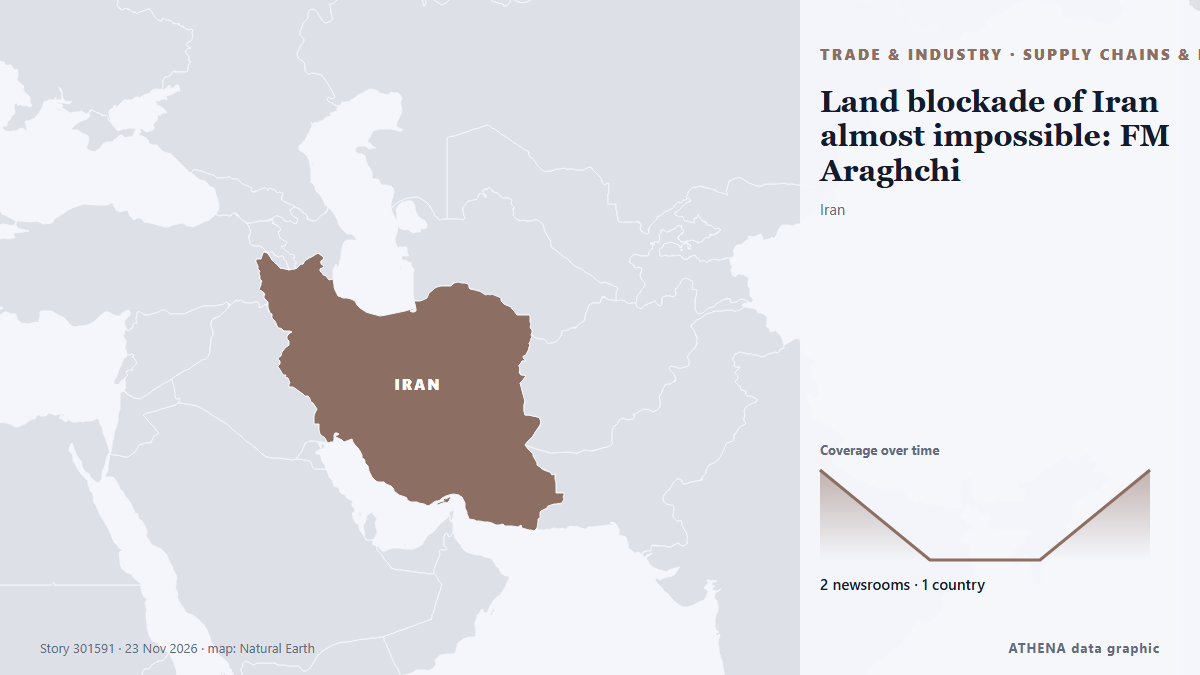 TRADE & INDUSTRY · SUPPLY CHAINS &
Land blockade of Iran
almost impossible: FM
Araghchi
Iran
IRAN
Coverage over time
2 newsrooms · 1 country
Story 301591 · 23 Nov 2026 · map: Natural Earth
ATHENA data graphic